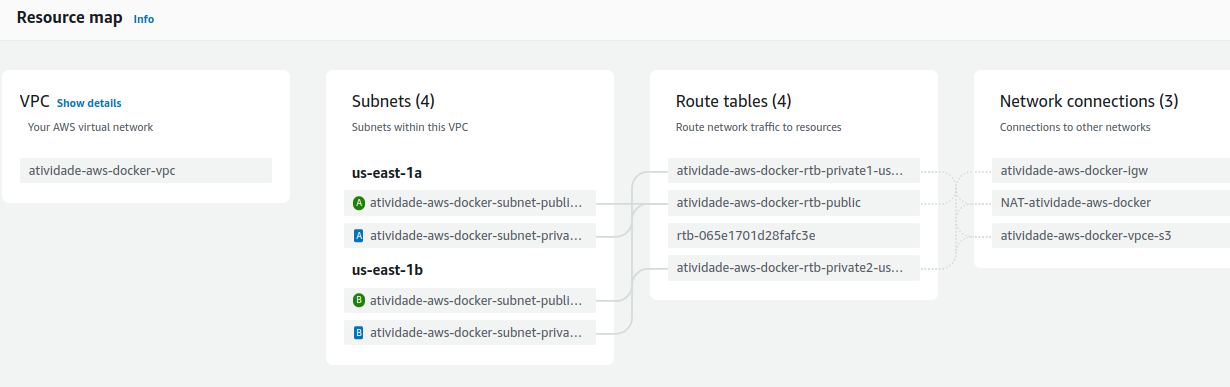 Resource map Info
VPC Show details
Your AWS virtual network
atividade-aws-docker-vpc
Subnets (4)
Subnets within this VPC
us-east-1a
A atividade-aws-docker-subnet-publi...
A atividade-aws-docker-subnet-priva...
us-east-1b
B atividade-aws-docker-subnet-publi...
B atividade-aws-docker-subnet-priva...
Route tables (4)
Route network traffic to resources
atividade-aws-docker-rtb-private1-us...
atividade-aws-docker-rtb-public
rtb-065e1701d28fafc3e
atividade-aws-docker-rtb-private2-us...
Network connections (3)
Connections to other networks
atividade-aws-docker-igw
NAT-atividade-aws-docker
atividade-aws-docker-vpce-s3